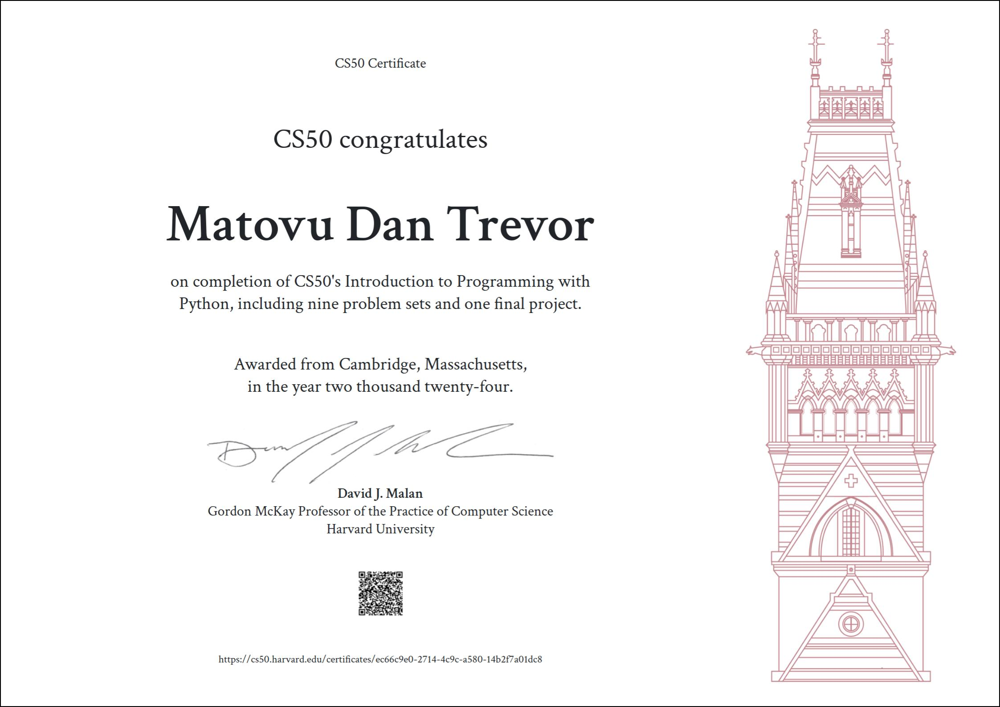 CS50 Certificate
CS50 congratulates
Matovu Dan Trevor
on completion of CS50's Introduction to Programming with
Python, including nine problem sets and one final project.
Awarded from Cambridge, Massachusetts,
in the year two thousand twenty-four.
David J. Malan
Gordon McKay Professor of the Practice of Computer Science
Harvard University
https://cs50.harvard.edu/certificates/ec66c9e0-2714-4c9c-a580-14b2f7a01dc8